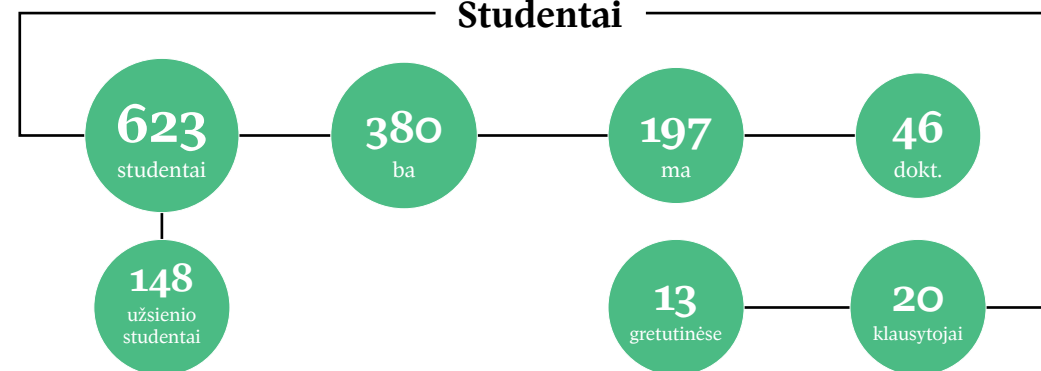 Studentai
623
studentai
380
ba
197
ma
46
dokt.
148
užsienio
studentai
13
gretutinėse
20
klausytojai